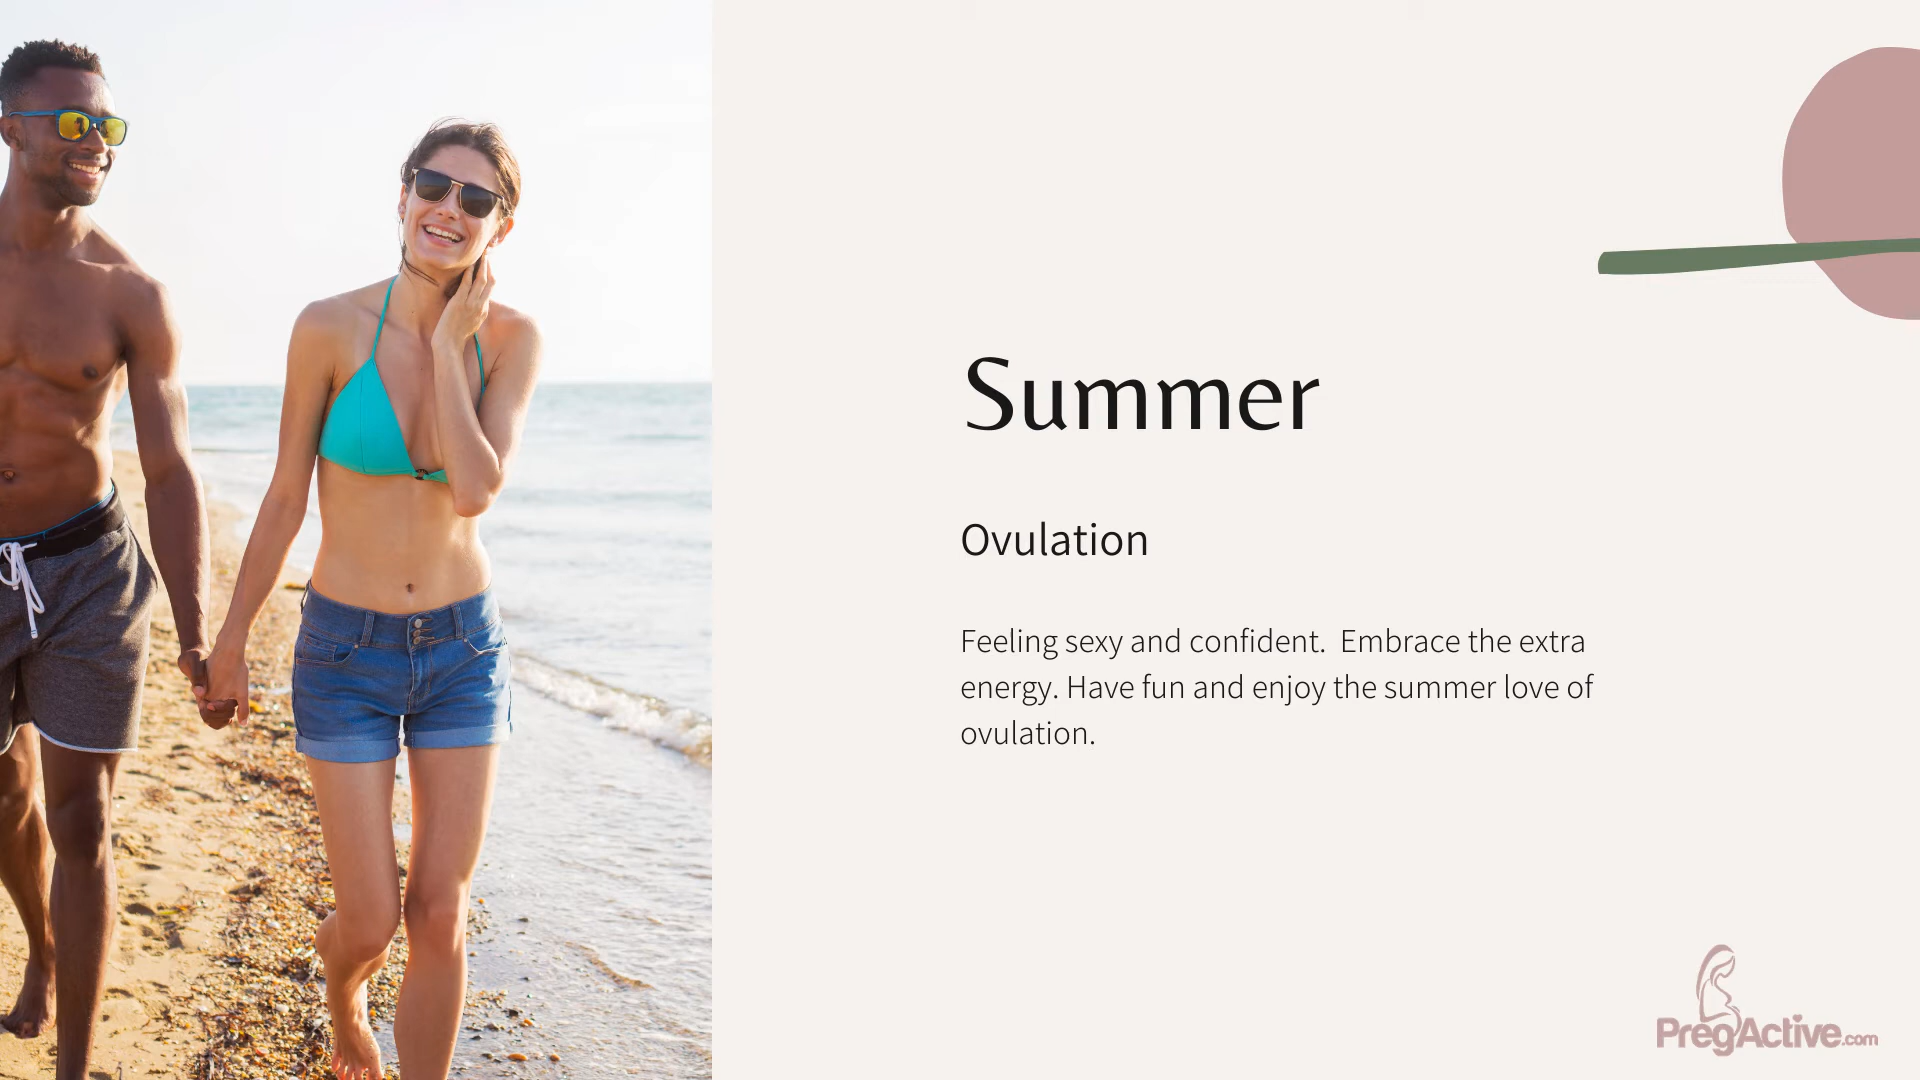 Summer
Ovulation
Feeling sexy and confident.  Embrace the extra
energy. Have fun and enjoy the summer love of
ovulation.
PregActive.com